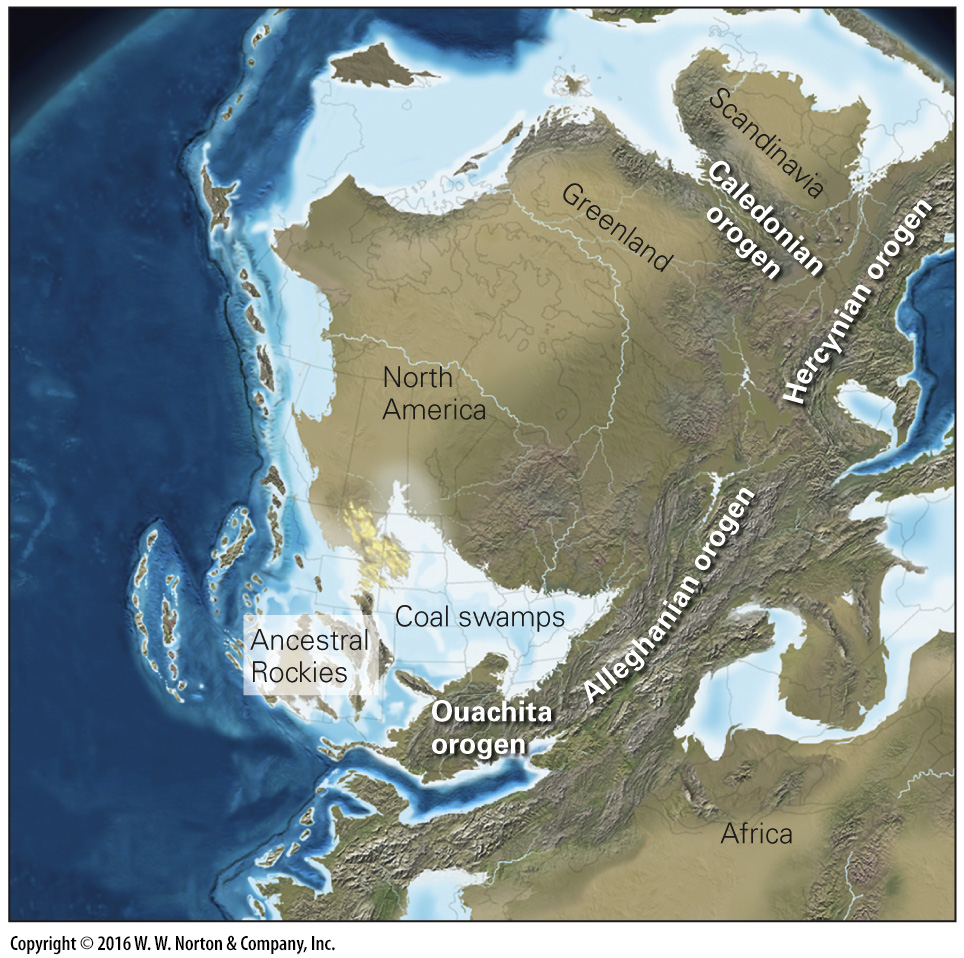 Scandinavia
Caledonian
orogen
Greenland
Hercynian orogen
North
America
Alleghanian orogen
Coal swamps
Ancestral
Rockies
Ouachita
orogen
Africa
Copyright © 2016 W. W. Norton & Company, Inc.